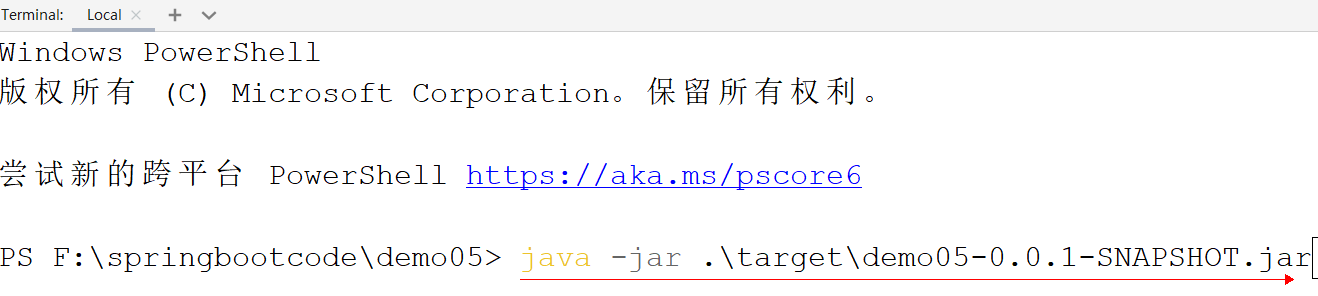 Terminal: Local
Windows PowerShell
版权所有 (C) Microsoft Corporation。保留所有权利。
尝试新的跨平台 PowerShell https://aka.ms/pscore6
PS F:\springbootcode\demo05> java -jar .\target\demo05-0.0.1-SNAPSHOT.jar